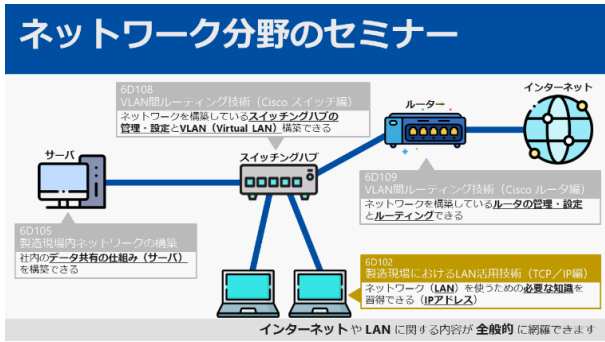 ネットワーク分野のセミナー
6D108
VLAN間ルーティング技術（Cisco スイッチ編）
ネットワークを構築しているスイッチングハブの
管理・設定とVLAN（Virtual LAN）構築できる
インターネット
ルーター
サーバ
スイッチングハブ
6D109
VLAN間ルーティング技術（Cisco ルータ編）
ネットワークを構築しているルータの管理・設定
とルーティングできる
6D105
製造現場内ネットワークの構築
社内のデータ共有の仕組み（サーバ）
を構築できる
6D102
製造現場におけるLAN活用技術（TCP／IP編）
ネットワーク（LAN）を使うための必要な知識を
習得できる（IPアドレス）
インターネットや LAN に関する内容が 全般的 に網羅できます